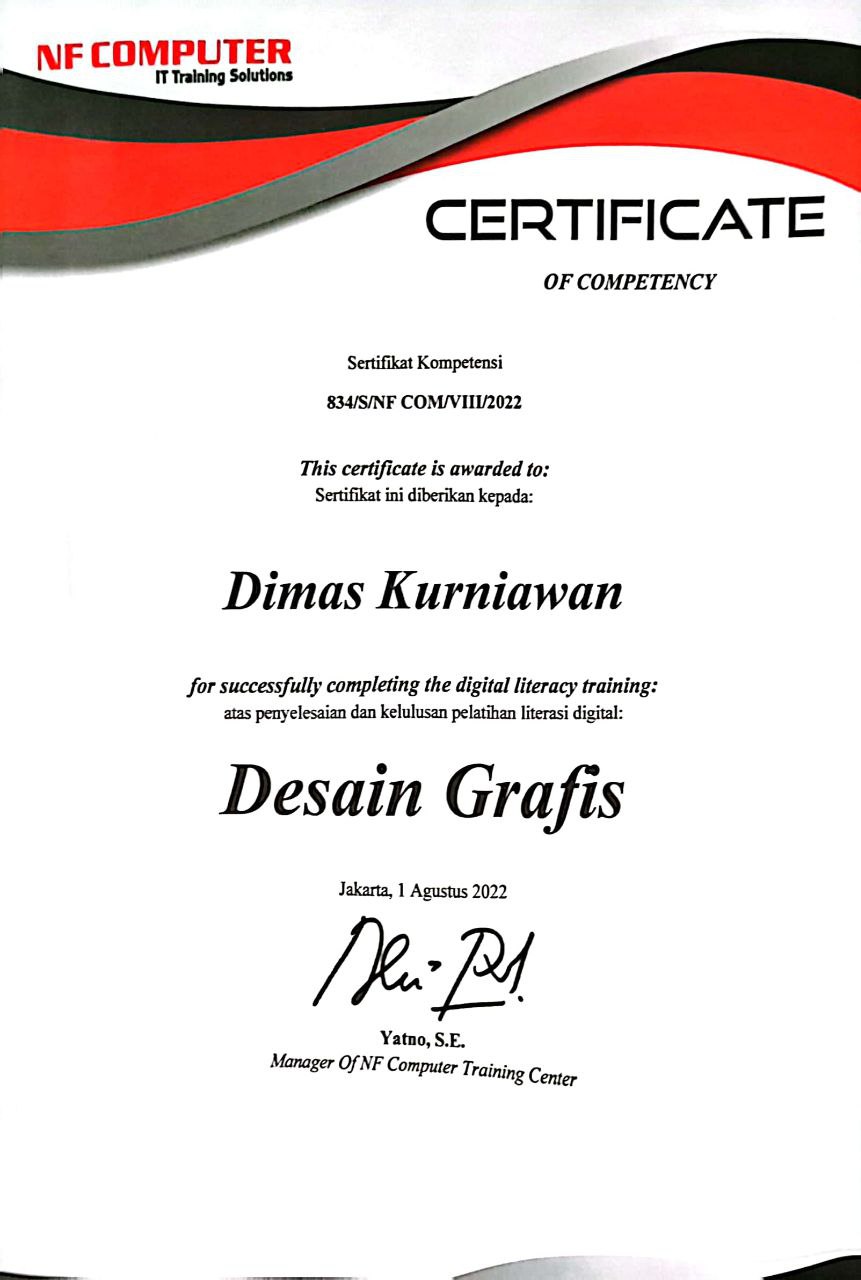 NF COMPUTER
IT Training Solutions
CERTIFICATE
OF COMPETENCY
Sertifikat Kompetensi
834/S/NF COM/VIII/2022
This certificate is awarded to:
Sertifikat ini diberikan kepada:
Dimas Kurniawan
for successfully completing the digital literacy training:
atas penyelesaian dan kelulusan pelatihan literasi digital:
Desain Grafis
Jakarta, 1 Agustus 2022
Yatno, S.E.
Manager Of NF Computer Training Center